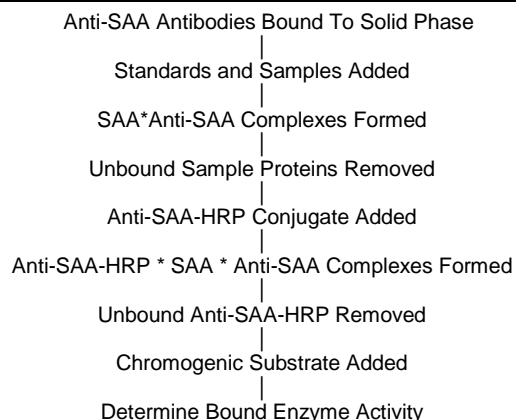 Anti-SAA Antibodies Bound To Solid Phase
Standards and Samples Added
SAA*Anti-SAA Complexes Formed
Unbound Sample Proteins Removed
Anti-SAA-HRP Conjugate Added
Anti-SAA-HRP * SAA * Anti-SAA Complexes Formed
Unbound Anti-SAA-HRP Removed
Chromogenic Substrate Added
Determine Bound Enzyme Activity